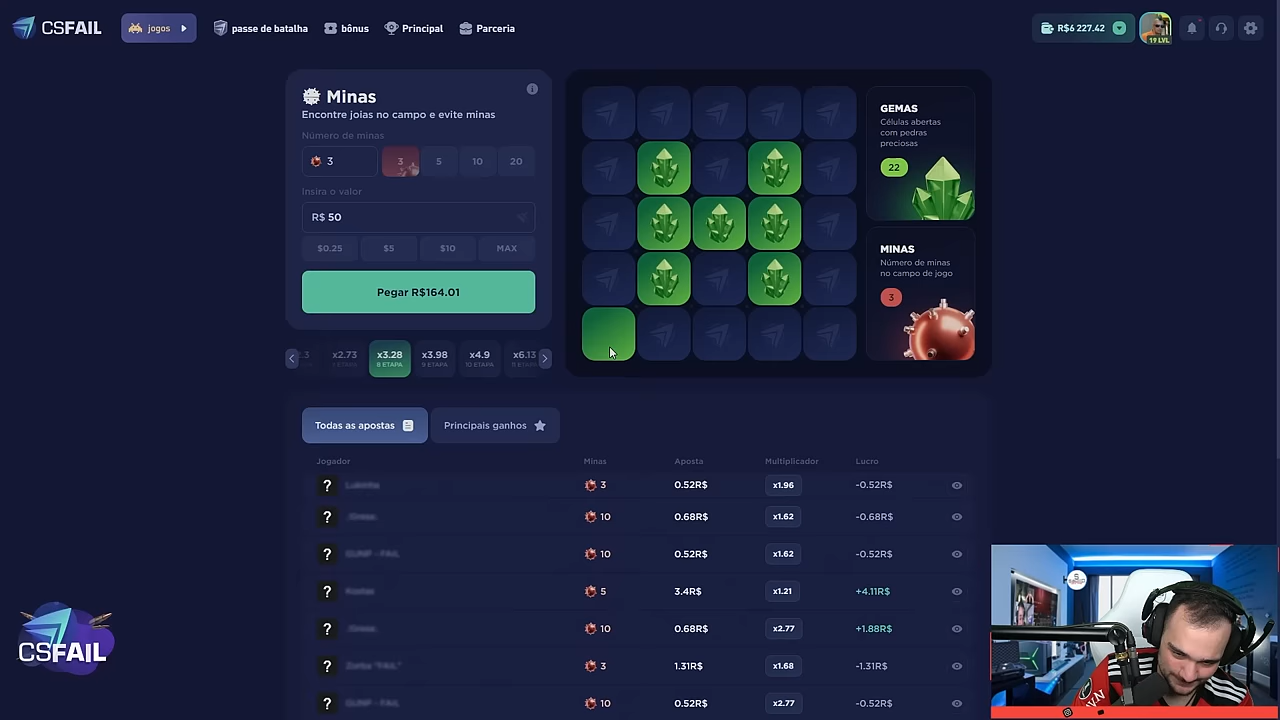 CSFAIL
jogos
passe de batalha
bônus
Principal
Parceria
R$6 227.42
19 LVL
Minas
Encontre joias no campo e evite minas
Número de minas
3
3
5
10
20
Insira o valor
R$ 50
$0.25
$5
$10
MAX
Pegar R$164.01
x2.73
x3.28
8 ETAPA
x3.98
9 ETAPA
x4.9
10 ETAPA
x6.13
GEMAS
Células abertas
com pedras
preciosas
22
MINAS
Número de minas
no campo de jogo
3
Todas as apostas
Principais ganhos
Jogador Minas Aposta Multiplicador Lucro
? 3 0.52R$ x1.96 -0.52R$
? 10 0.68R$ x1.62 -0.68R$
? 10 0.52R$ x1.62 -0.52R$
? 5 3.4R$ x1.21 +4.11R$
? 10 0.68R$ x2.77 +1.88R$
? 3 1.31R$ x1.68 -1.31R$
? 10 0.52R$ x2.77 -0.52R$
CSFAIL